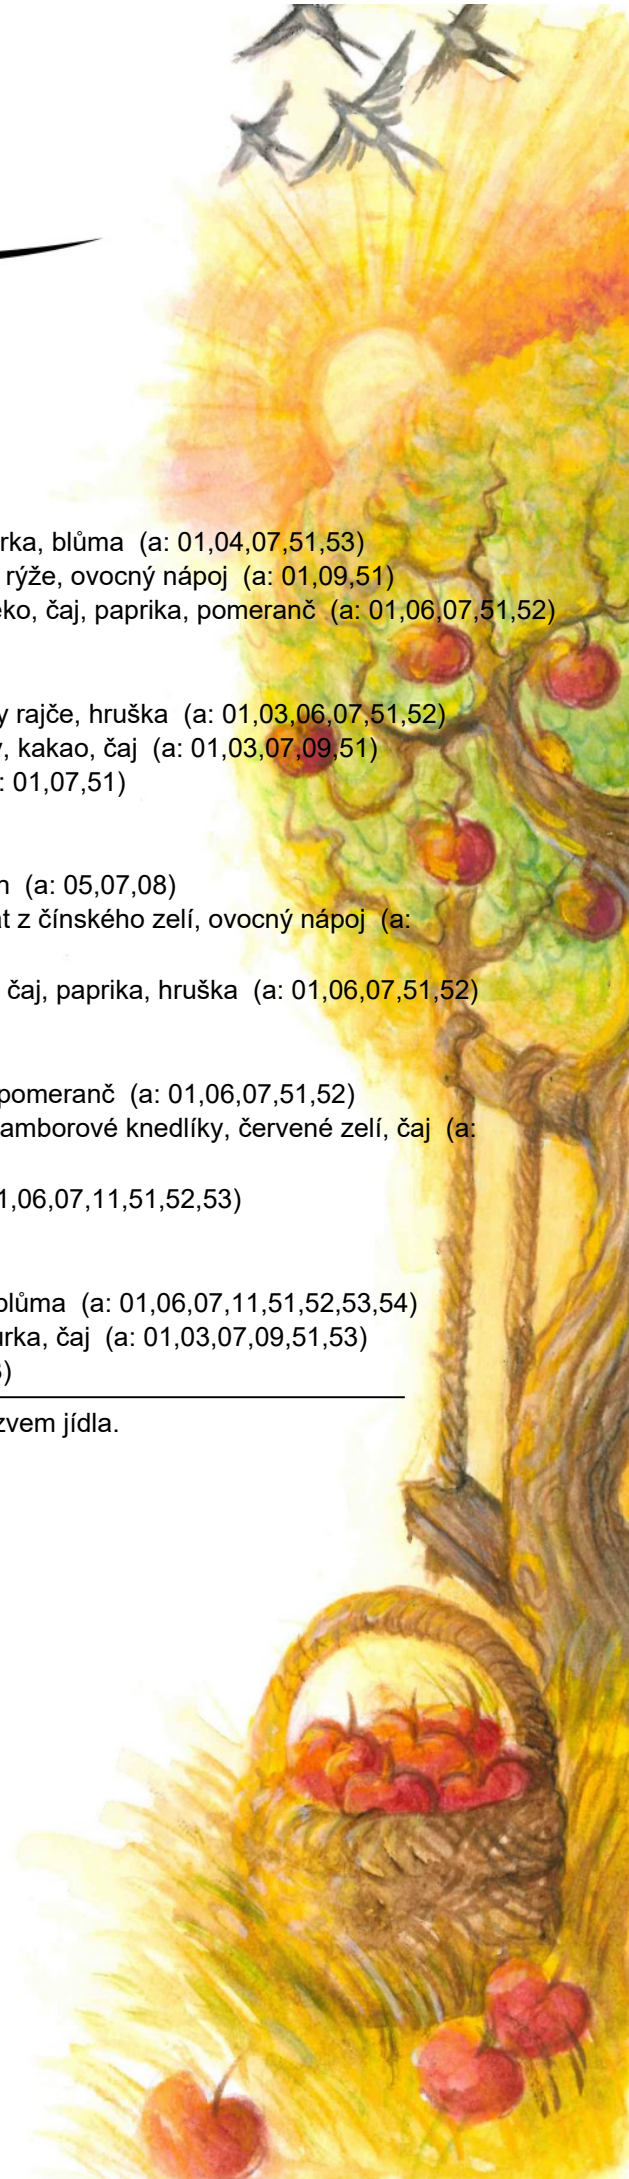 rka, blůma (a: 01,04,07,51,53)
rýže, ovocný nápoj (a: 01,09,51)
ko, čaj, paprika, pomeranč (a: 01,06,07,51,52)
y rajče, hruška (a: 01,03,06,07,51,52)
, kakao, čaj (a: 01,03,07,09,51)
: 01,07,51)
(a: 05,07,08)
t z čínského zelí, ovocný nápoj (a:
čaj, paprika, hruška (a: 01,06,07,51,52)
pomeranč (a: 01,06,07,51,52)
amborové knedlíky, červené zelí, čaj (a:
1,06,07,11,51,52,53)
blůma (a: 01,06,07,11,51,52,53,54)
urka, čaj (a: 01,03,07,09,51,53)
)
zvem jídla.